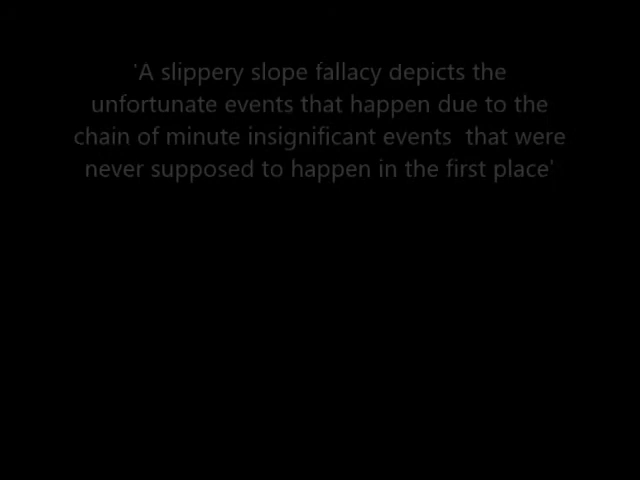 'A slippery slope fallacy depicts the
unfortunate events that happen due to the
chain of minute insignificant events  that were
never supposed to happen in the first place'